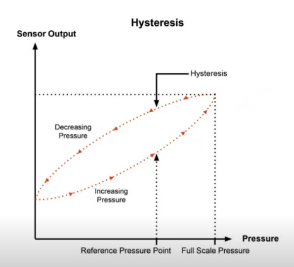 Hysteresis
Sensor Output
Hysteresis
Decreasing
Pressure
Increasing
Pressure
Pressure
Reference Pressure Point
Full Scale Pressure